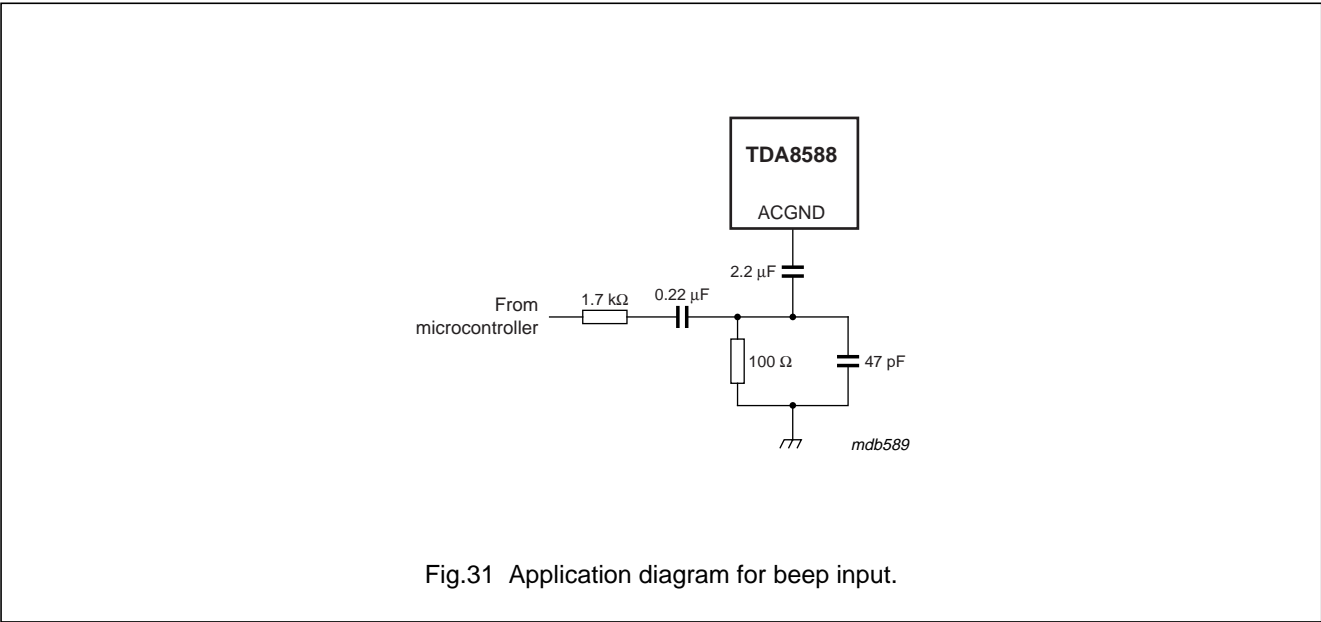 TDA8588
ACGND
2.2 μF
From
microcontroller
1.7 kΩ
0.22 μF
100 Ω
47 pF
mdb589
Fig.31 Application diagram for beep input.